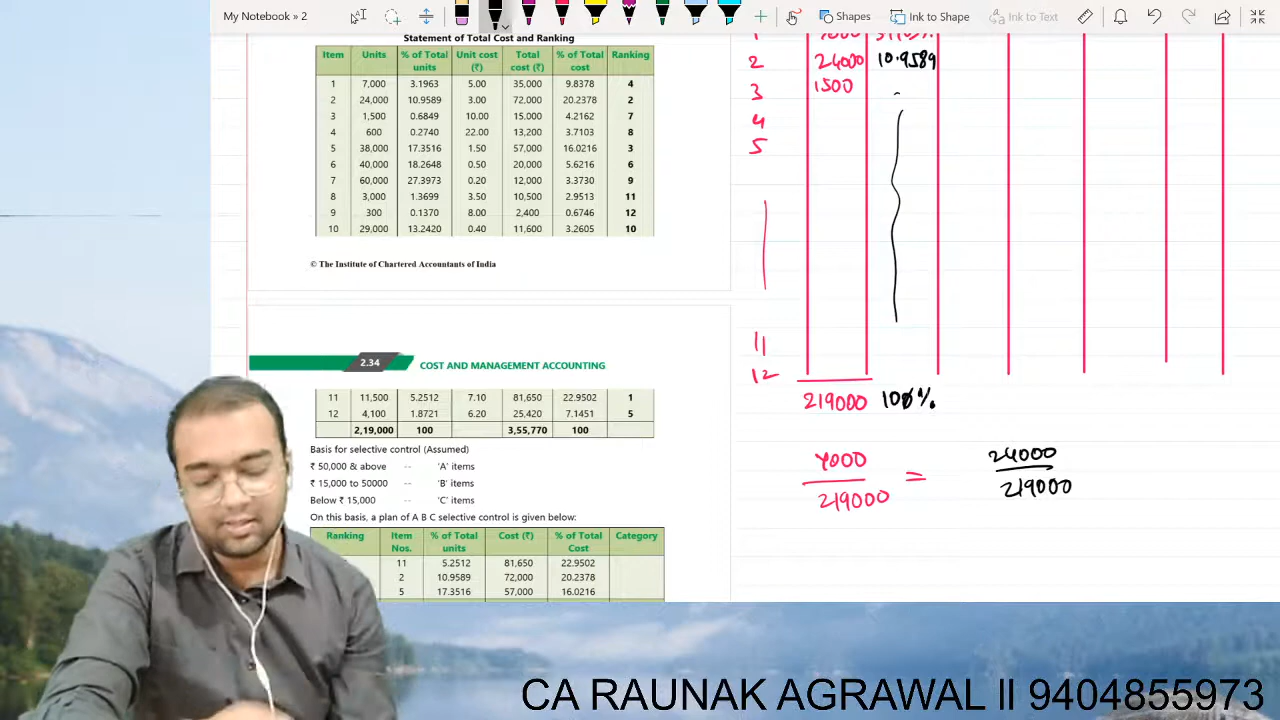 My Notebook » 2
Shapes
Ink to Shape
Ink to Text
Statement of Total Cost and Ranking
Item Units % of Total units Unit cost (₹) Total cost (₹) % of Total cost Ranking
1 7,000 3.1963 5.00 35,000 9.8378 4
2 24,000 10.9589 3.00 72,000 20.2378 2
3 1,500 0.6849 10.00 15,000 4.2162 7
4 600 0.2740 22.00 13,200 3.7103 8
5 38,000 17.3516 1.50 57,000 16.0216 3
6 40,000 18.2648 0.50 20,000 5.6216 6
7 60,000 27.3973 0.20 12,000 3.3730 9
8 3,000 1.3699 3.50 10,500 2.9513 11
9 300 0.1370 8.00 2,400 0.6746 12
10 29,000 13.2420 0.40 11,600 3.2605 10
© The Institute of Chartered Accountants of India
2.34 COST AND MANAGEMENT ACCOUNTING
11 11,500 5.2512 7.10 81,650 22.9502 1
12 4,100 1.8721 6.20 25,420 7.1451 5
2,19,000 100 3,55,770 100
Basis for selective control (Assumed)
₹ 50,000 & above -- 'A' items
₹ 15,000 to 50000 -- 'B' items
Below ₹ 15,000 -- 'C' items
On this basis, a plan of A B C selective control is given below:
Ranking Item Nos. % of Total units Cost (₹) % of Total Cost Category
11 5.2512 81,650 22.9502
2 10.9589 72,000 20.2378
5 17.3516 57,000 16.0216
2 24000 10.9589
3 1500
4
5
11
12
219000 100%
7000
219000
=
24000
219000
CA RAUNAK AGRAWAL II 9404855973